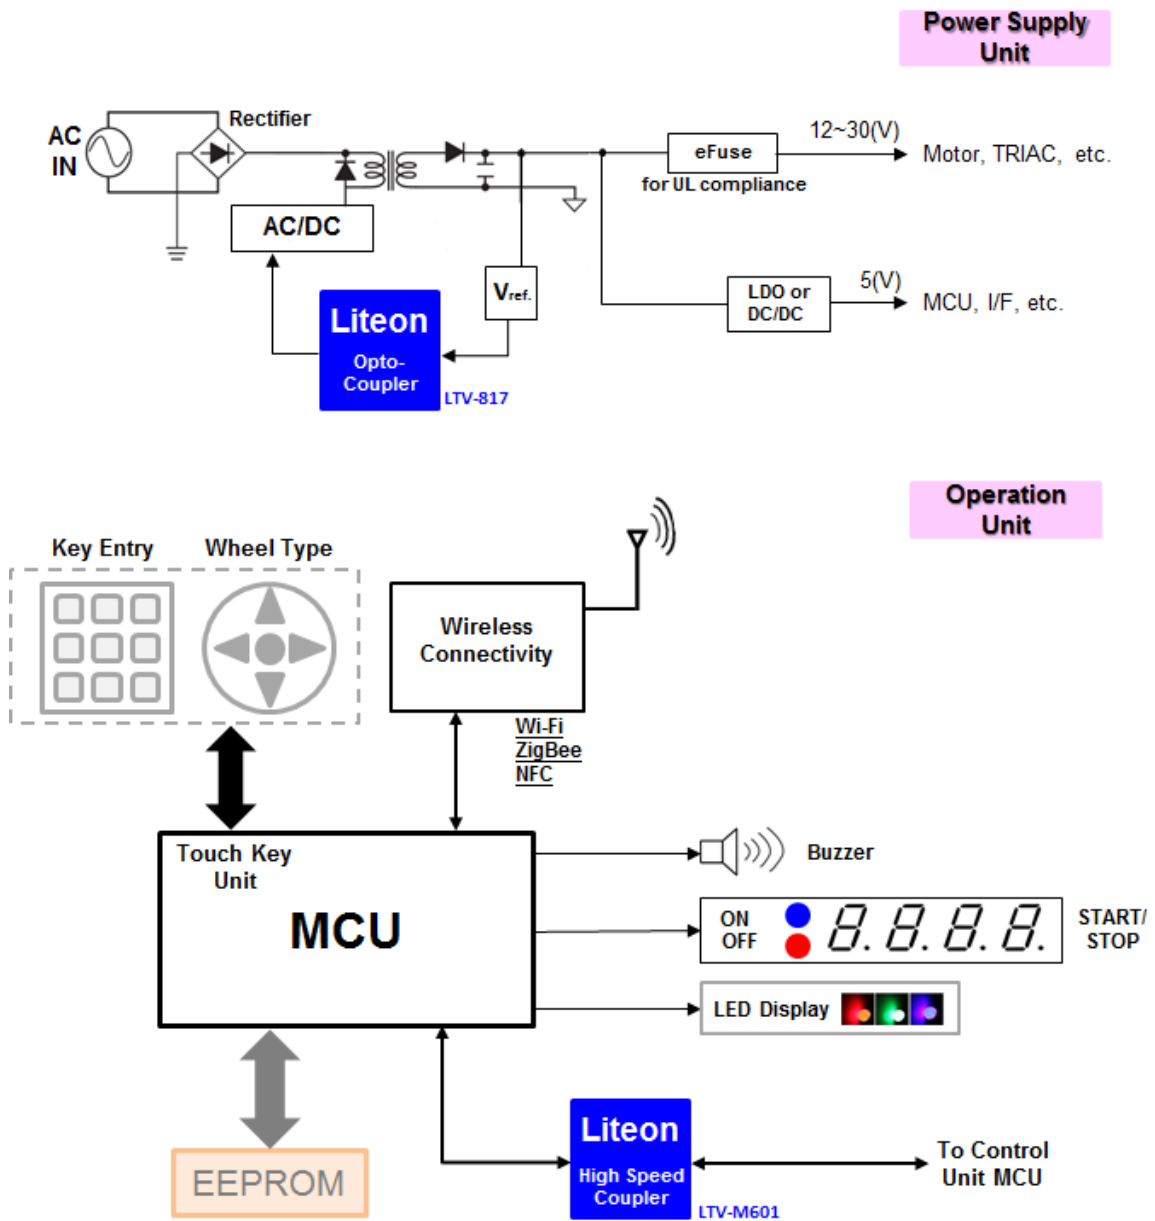 Power Supply
Unit
AC
IN
Rectifier
AC/DC
Liteon
Opto-
Coupler
LTV-817
Vref.
eFuse
for UL compliance
12~30(V)
Motor, TRIAC, etc.
LDO or
DC/DC
5(V)
MCU, I/F, etc.
Operation
Unit
Key Entry
Wheel Type
Wireless
Connectivity
Wi-Fi
ZigBee
NFC
Touch Key
Unit
MCU
Buzzer
ON
OFF
8.8.8.8.
START/
STOP
LED Display
EEPROM
Liteon
High Speed
Coupler
LTV-M601
To Control
Unit MCU